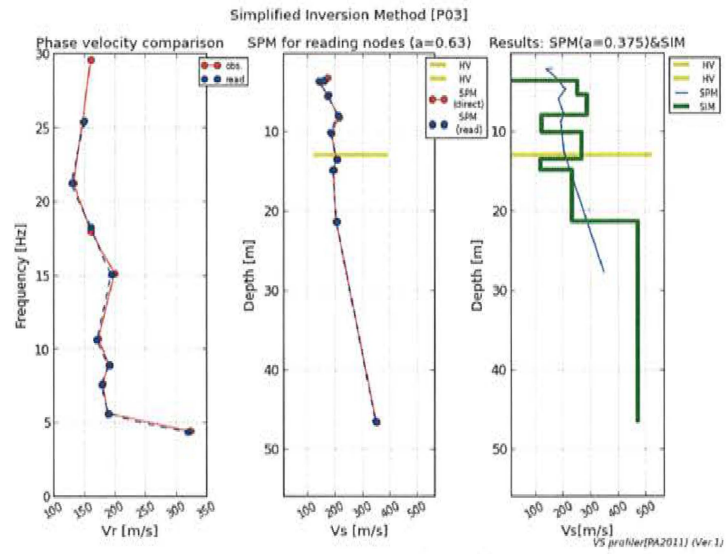 Simplified Inversion Method [P03]
Phase velocity comparison
30
25
20
15
10
5
0
Frequency [Hz]
100 150 200 250 300 350
Vr [m/s]
obs.
read
SPM for reading nodes (a=0.63)
10
20
30
40
50
Depth [m]
100 200 300 400 500
Vs [m/s]
HV
HV
SPM
(direct)
SPM
(read)
Results: SPM(a=0.375)&SIM
10
20
30
40
50
Depth [m]
100 200 300 400 500
Vs[m/s]
HV
HV
SPM
SIM
VS profiler[PA2011] (Ver.1)